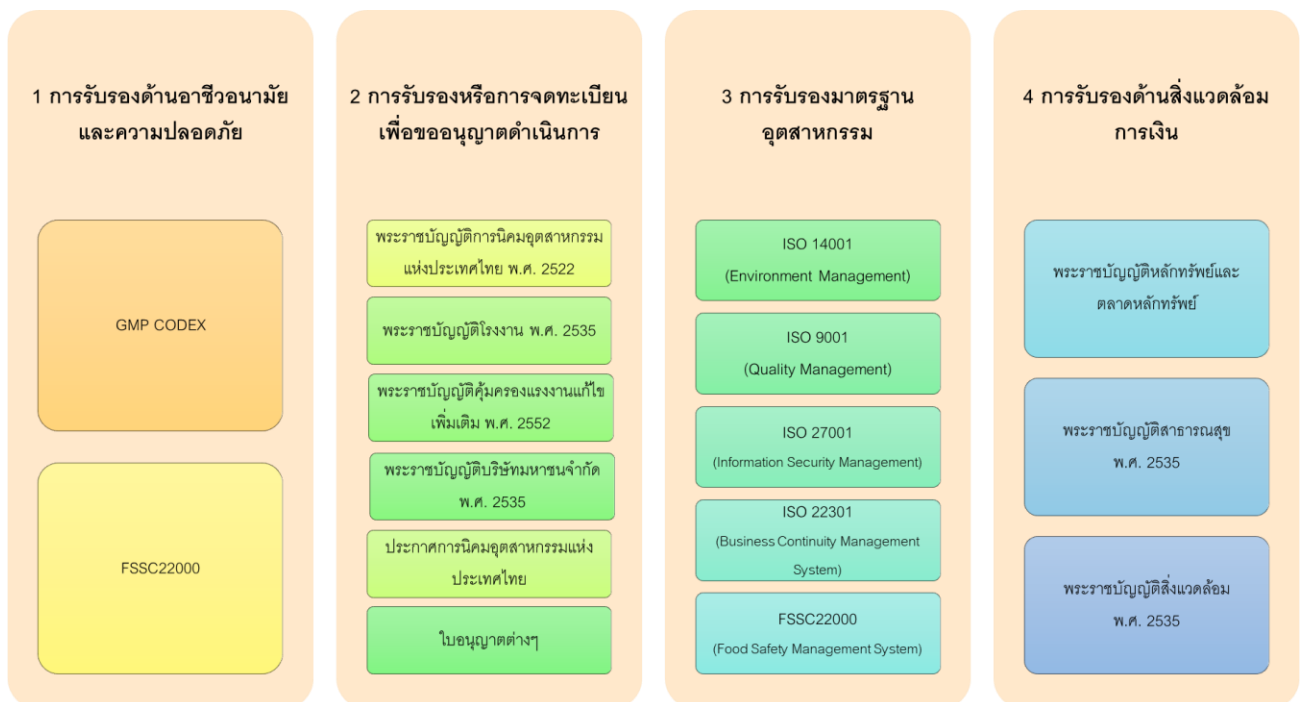 1 การรับรองด้านอาชีวอนามัย
และความปลอดภัย
GMP CODEX
FSSC22000
2 การรับรองหรือการจดทะเบียน
เพื่อขออนุญาตดำเนินการ
พระราชบัญญัติการนิคมอุตสาหกรรม
แห่งประเทศไทย พ.ศ. 2522
พระราชบัญญัติโรงงาน พ.ศ. 2535
พระราชบัญญัติคุ้มครองแรงงานแก้ไข
เพิ่มเติม พ.ศ. 2552
พระราชบัญญัติบริษัทมหาชนจำกัด
พ.ศ. 2535
ประกาศการนิคมอุตสาหกรรมแห่ง
ประเทศไทย
ใบอนุญาตต่างๆ
3 การรับรองมาตรฐาน
อุตสาหกรรม
ISO 14001
(Environment Management)
ISO 9001
(Quality Management)
ISO 27001
(Information Security Management)
ISO 22301
(Business Continuity Management
System)
FSSC22000
(Food Safety Management System)
4 การรับรองด้านสิ่งแวดล้อม
การเงิน
พระราชบัญญัติหลักทรัพย์และ
ตลาดหลักทรัพย์
พระราชบัญญัติสาธารณสุข
พ.ศ. 2535
พระราชบัญญัติสิ่งแวดล้อม
พ.ศ. 2535